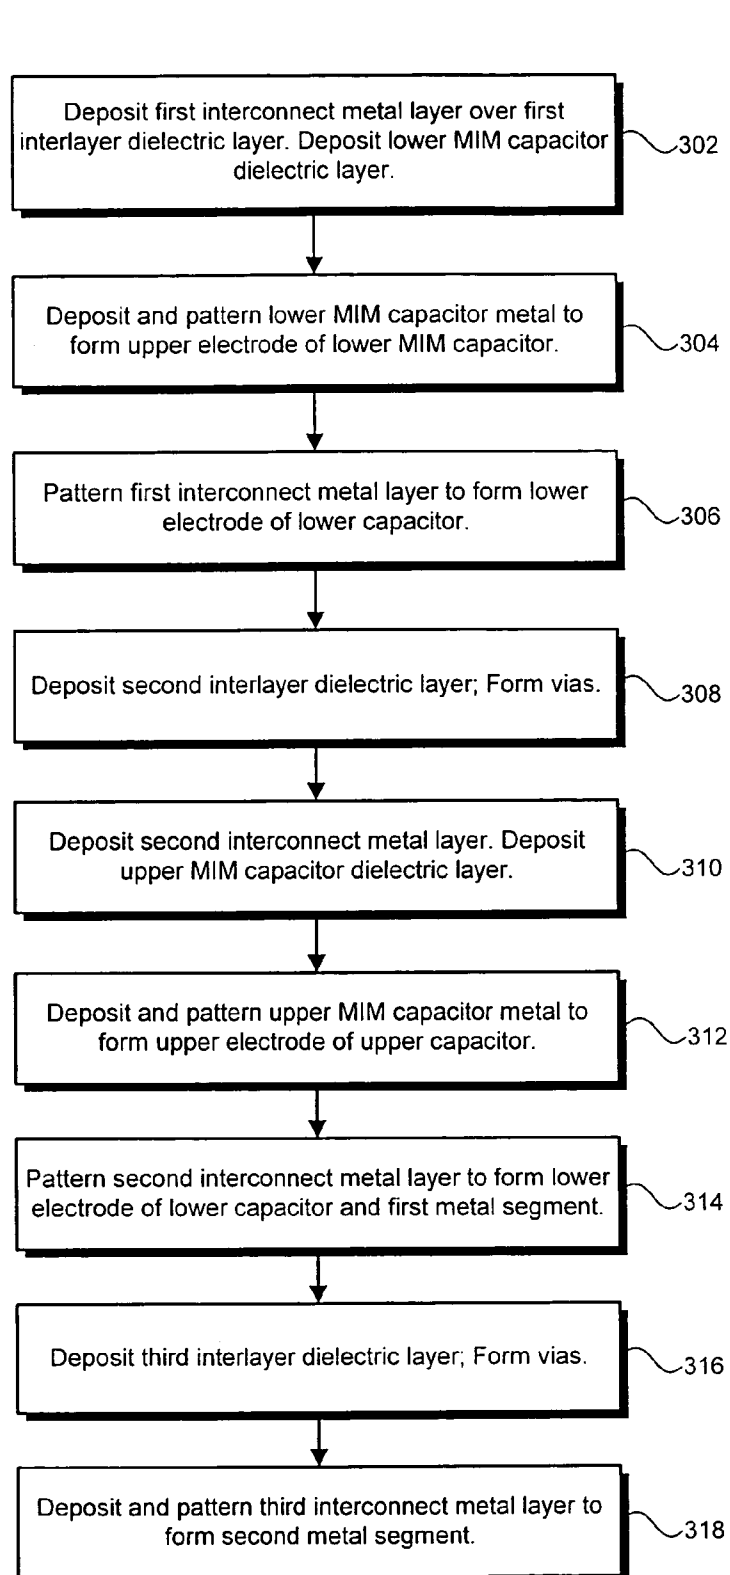 Deposit first interconnect metal layer over first
interlayer dielectric layer. Deposit lower MIM capacitor
dielectric layer.
302
Deposit and pattern lower MIM capacitor metal to
form upper electrode of lower MIM capacitor.
304
Pattern first interconnect metal layer to form lower
electrode of lower capacitor.
306
Deposit second interlayer dielectric layer; Form vias.
308
Deposit second interconnect metal layer. Deposit
upper MIM capacitor dielectric layer.
310
Deposit and pattern upper MIM capacitor metal to
form upper electrode of upper capacitor.
312
Pattern second interconnect metal layer to form lower
electrode of lower capacitor and first metal segment.
314
Deposit third interlayer dielectric layer; Form vias.
316
Deposit and pattern third interconnect metal layer to
form second metal segment.
318